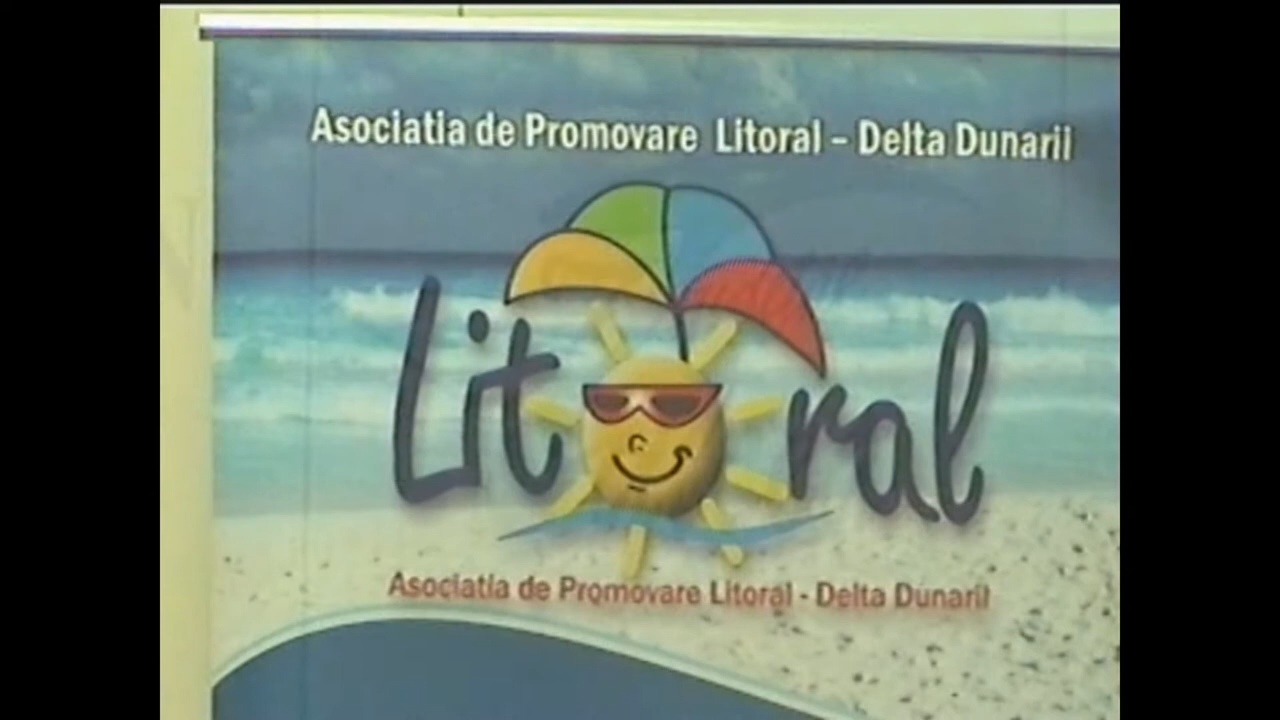 Asociatia de Promovare Litoral – Delta Dunarii
Litoral
Asociatia de Promovare Litoral - Delta Dunarii